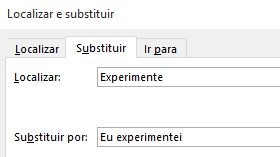 Localizar e substituir
Localizar Substituir Ir para
Localizar: Experimente
Substituir por: Eu experimentei